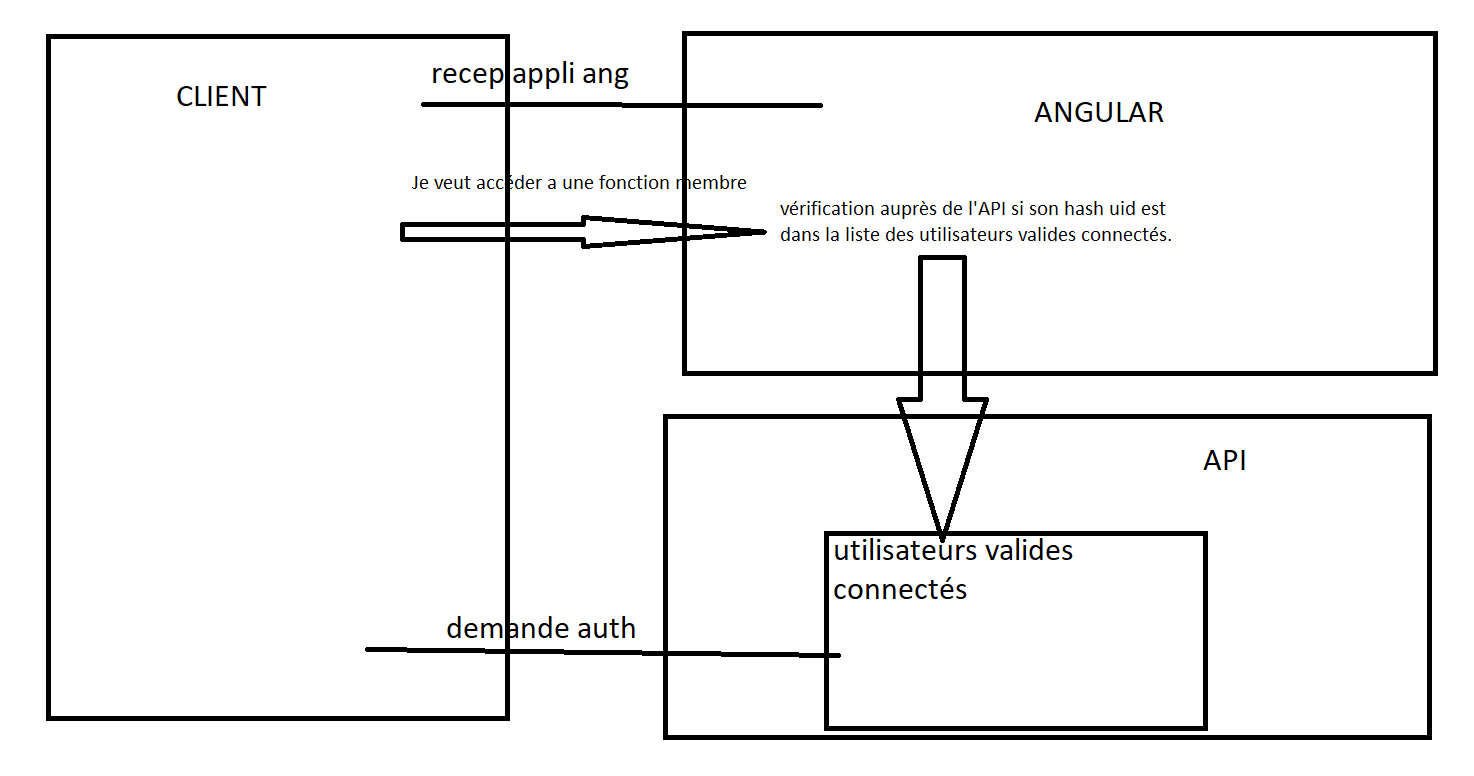 recep appli ang
CLIENT
ANGULAR
Je veut accéder a une fonction membre
vérification auprès de l'API si son hash uid est
dans la liste des utilisateurs valides connectés.
API
utilisateurs valides
connectés
demande auth